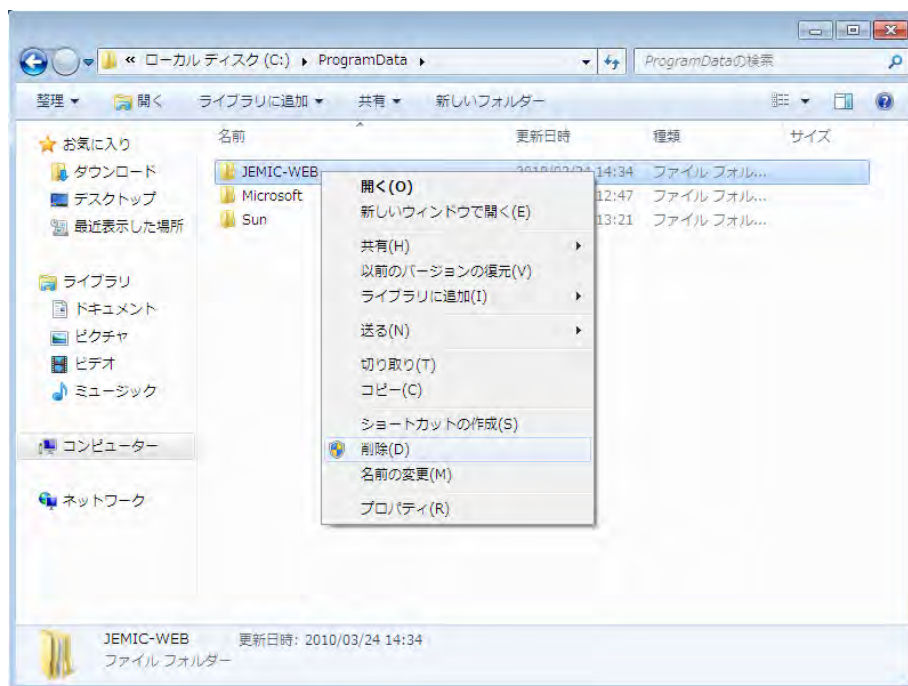 « ローカル ディスク (C:) ▸ ProgramData ▸
ProgramDataの検索
整理 ▼ 開く ライブラリに追加 ▼ 共有 ▼ 新しいフォルダー
お気に入り
ダウンロード
デスクトップ
最近表示した場所
ライブラリ
ドキュメント
ピクチャ
ビデオ
ミュージック
コンピューター
ネットワーク
名前 更新日時 種類 サイズ
JEMIC-WEB 14:34 ファイル フォル...
Microsoft 12:47 ファイル フォル...
Sun 13:21 ファイル フォル...
開く(O)
新しいウィンドウで開く(E)
共有(H)
以前のバージョンの復元(V)
ライブラリに追加(I)
送る(N)
切り取り(T)
コピー(C)
ショートカットの作成(S)
削除(D)
名前の変更(M)
プロパティ(R)
JEMIC-WEB 更新日時: 2010/03/24 14:34
ファイル フォルダー